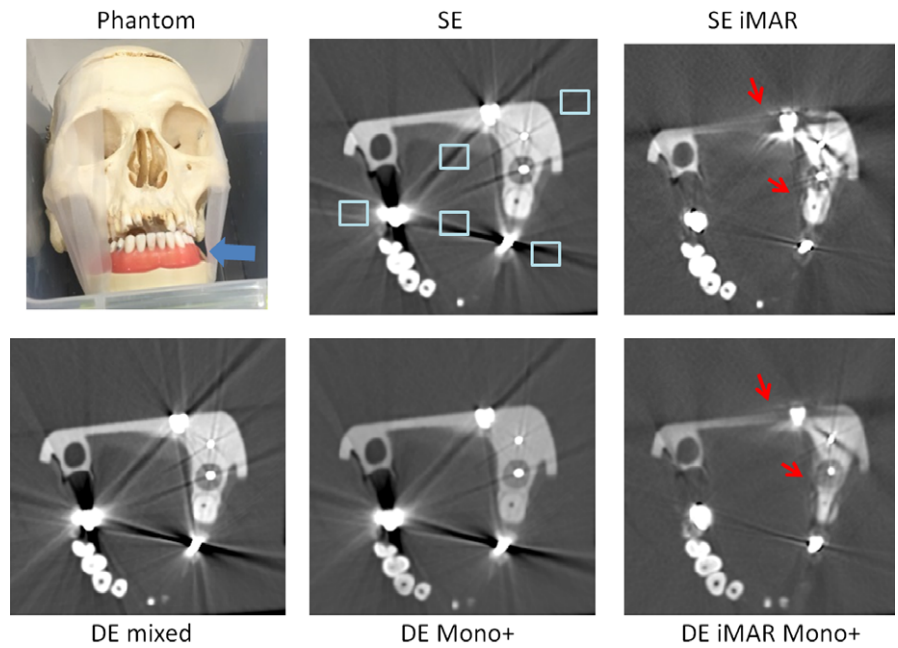 Phantom
SE
SE iMAR
DE mixed
DE Mono+
DE iMAR Mono+